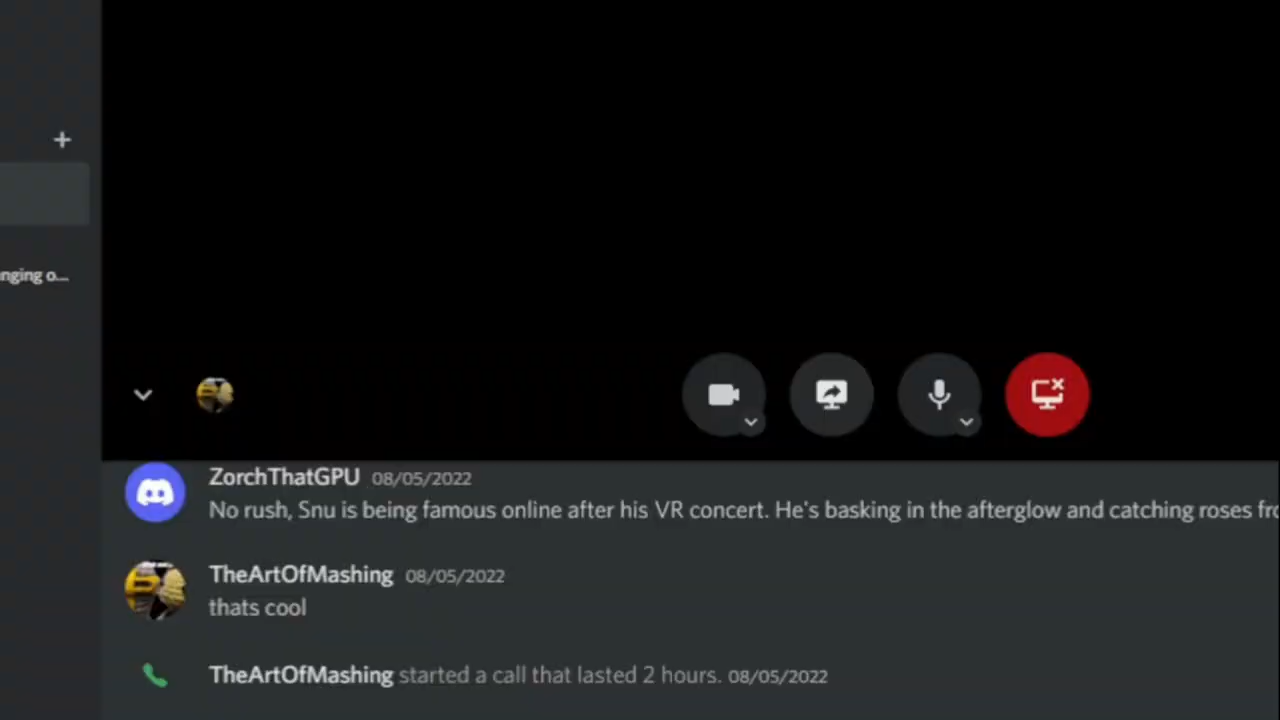 nging o...
ZorchThatGPU 08/05/2022
No rush, Snu is being famous online after his VR concert. He's basking in the afterglow and catching roses fro
TheArtOfMashing 08/05/2022
thats cool
TheArtOfMashing started a call that lasted 2 hours. 08/05/2022